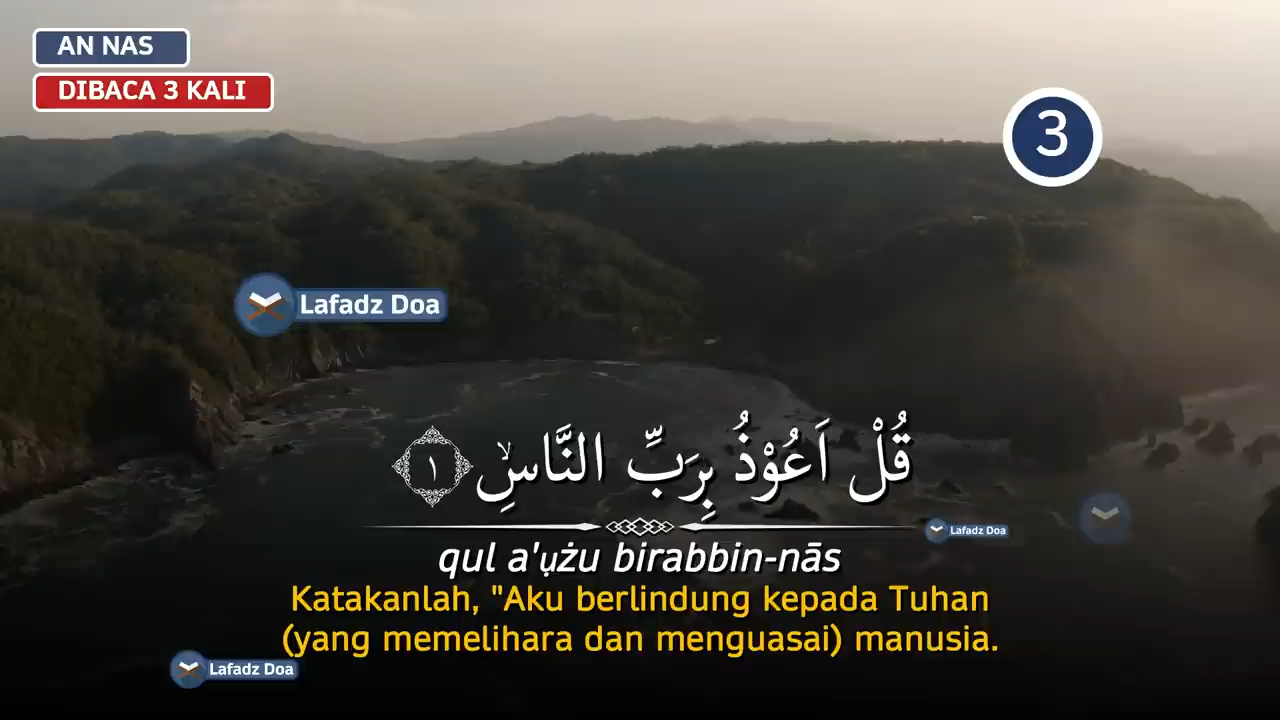 AN NAS
DIBACA 3 KALI
3
Lafadz Doa
قُلْ اَعُوْذُ بِرَبِّ النَّاسِۙ ١
Lafadz Doa
qul a'ụżu birabbin-nās
Katakanlah, "Aku berlindung kepada Tuhan
(yang memelihara dan menguasai) manusia.
Lafadz Doa